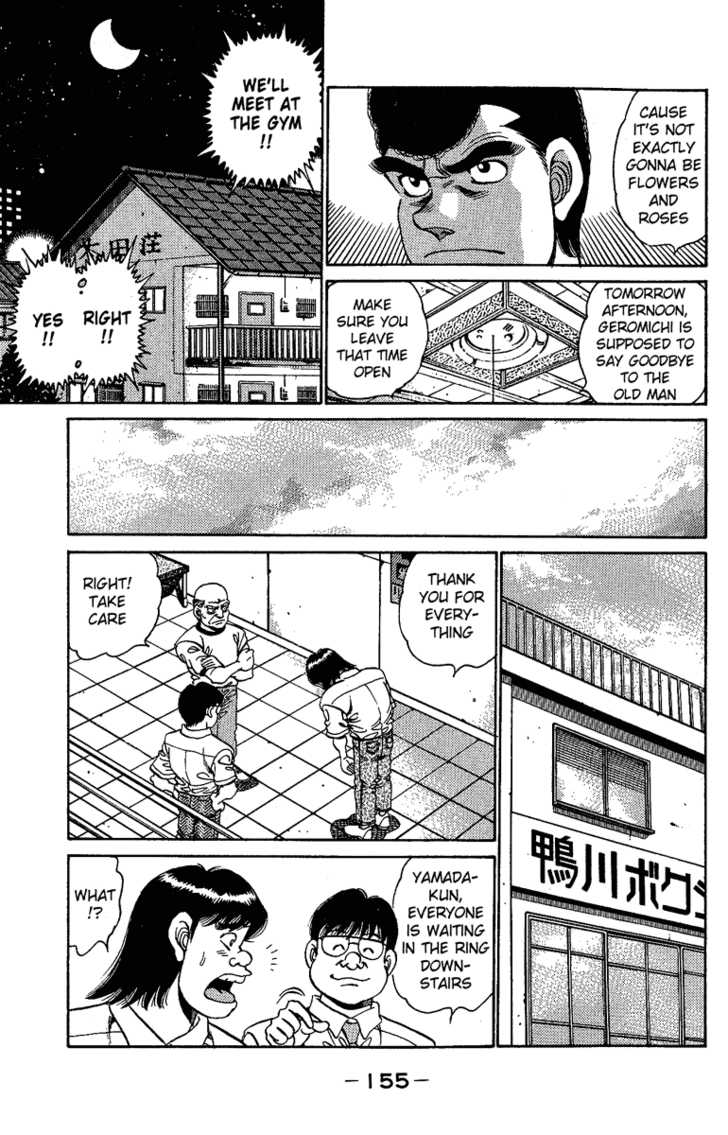 CAUSE
IT'S NOT
EXACTLY
GONNA BE
FLOWERS
AND
ROSES
TOMORROW
AFTERNOON,
GEROMICHI IS
SUPPOSED TO
SAY GOODBYE
TO THE
OLD MAN
MAKE
SURE YOU
LEAVE
THAT TIME
OPEN
WE'LL
MEET AT
THE GYM
!!
田荘
RIGHT
!!
YES
!!
鴨川ボクシ
THANK
YOU FOR
EVERY-
THING
RIGHT!
TAKE
CARE
YAMADA-
KUN,
EVERYONE
IS WAITING
IN THE RING
DOWN-
STAIRS
WHAT
!?
-155-